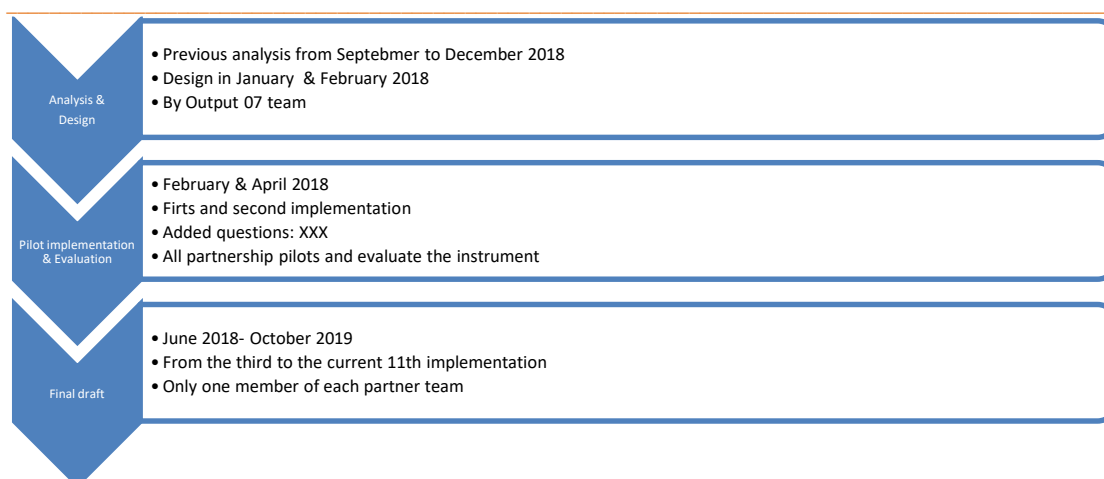 Analysis &
Design
• Previous analysis from Septebmer to December 2018
• Design in January & February 2018
• By Output 07 team
Pilot implementation
& Evaluation
• February & April 2018
• Firts and second implementation
• Added questions: XXX
• All partnership pilots and evaluate the instrument
Final draft
• June 2018- October 2019
• From the third to the current 11th implementation
• Only one member of each partner team